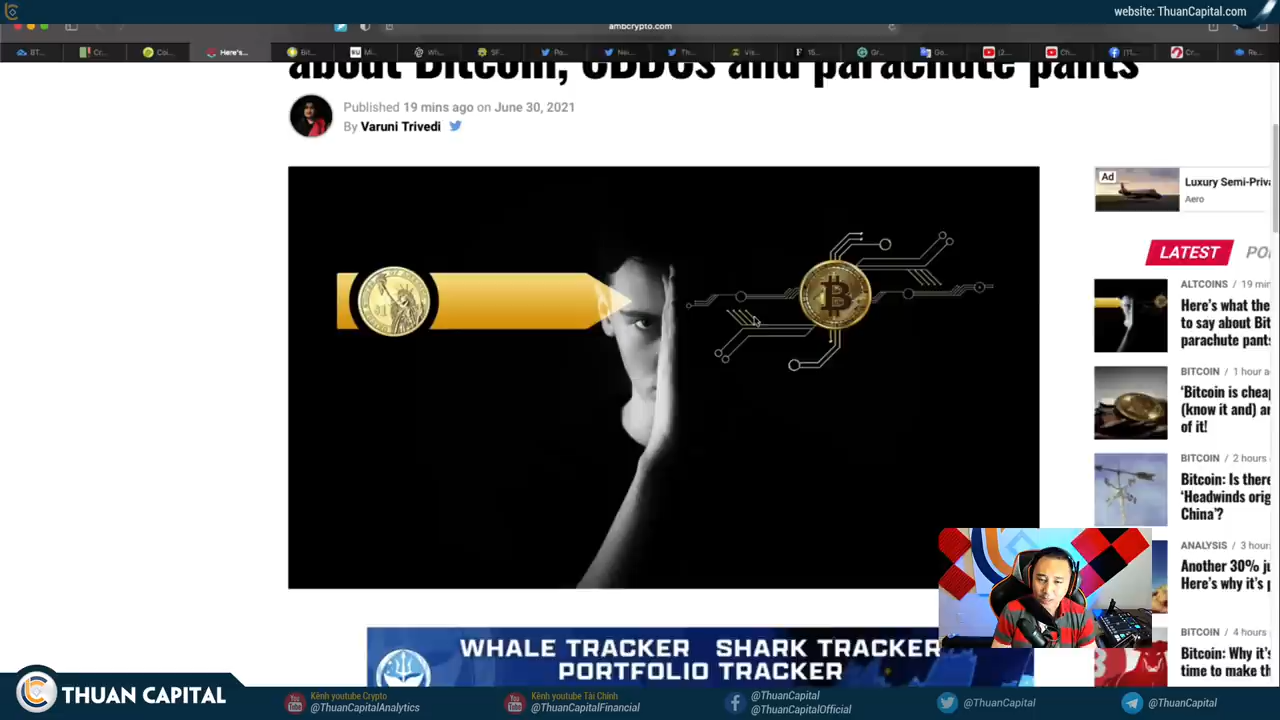 website: ThuanCapital.com
ambcrypto.com
Here's...
about Bitcoin, CBDCs and parachute pants
Published 19 mins ago on June 30, 2021
By Varuni Trivedi
Ad
Luxury Semi-Priv
Aero
LATEST
ALTCOINS / 19 min
Here's what the
to say about Bit
parachute pants
BITCOIN / 1 hour a
'Bitcoin is cheap
(know it and) ar
of it!
BITCOIN / 2 hours
Bitcoin: Is there
'Headwinds orig
China'?
ANALYSIS / 3 hour
Another 30% ju
Here's why it's p
BITCOIN / 4 hours
Bitcoin: Why it's
time to make th
WHALE TRACKER SHARK TRACKER
PORTFOLIO TRACKER
THUAN CAPITAL
Kênh youtube Crypto
@ThuanCapitalAnalytics
Kênh youtube Tài Chính
@ThuanCapitalFinancial
@ThuanCapital
@ThuanCapitalOfficial
@ThuanCapital
@ThuanCapital